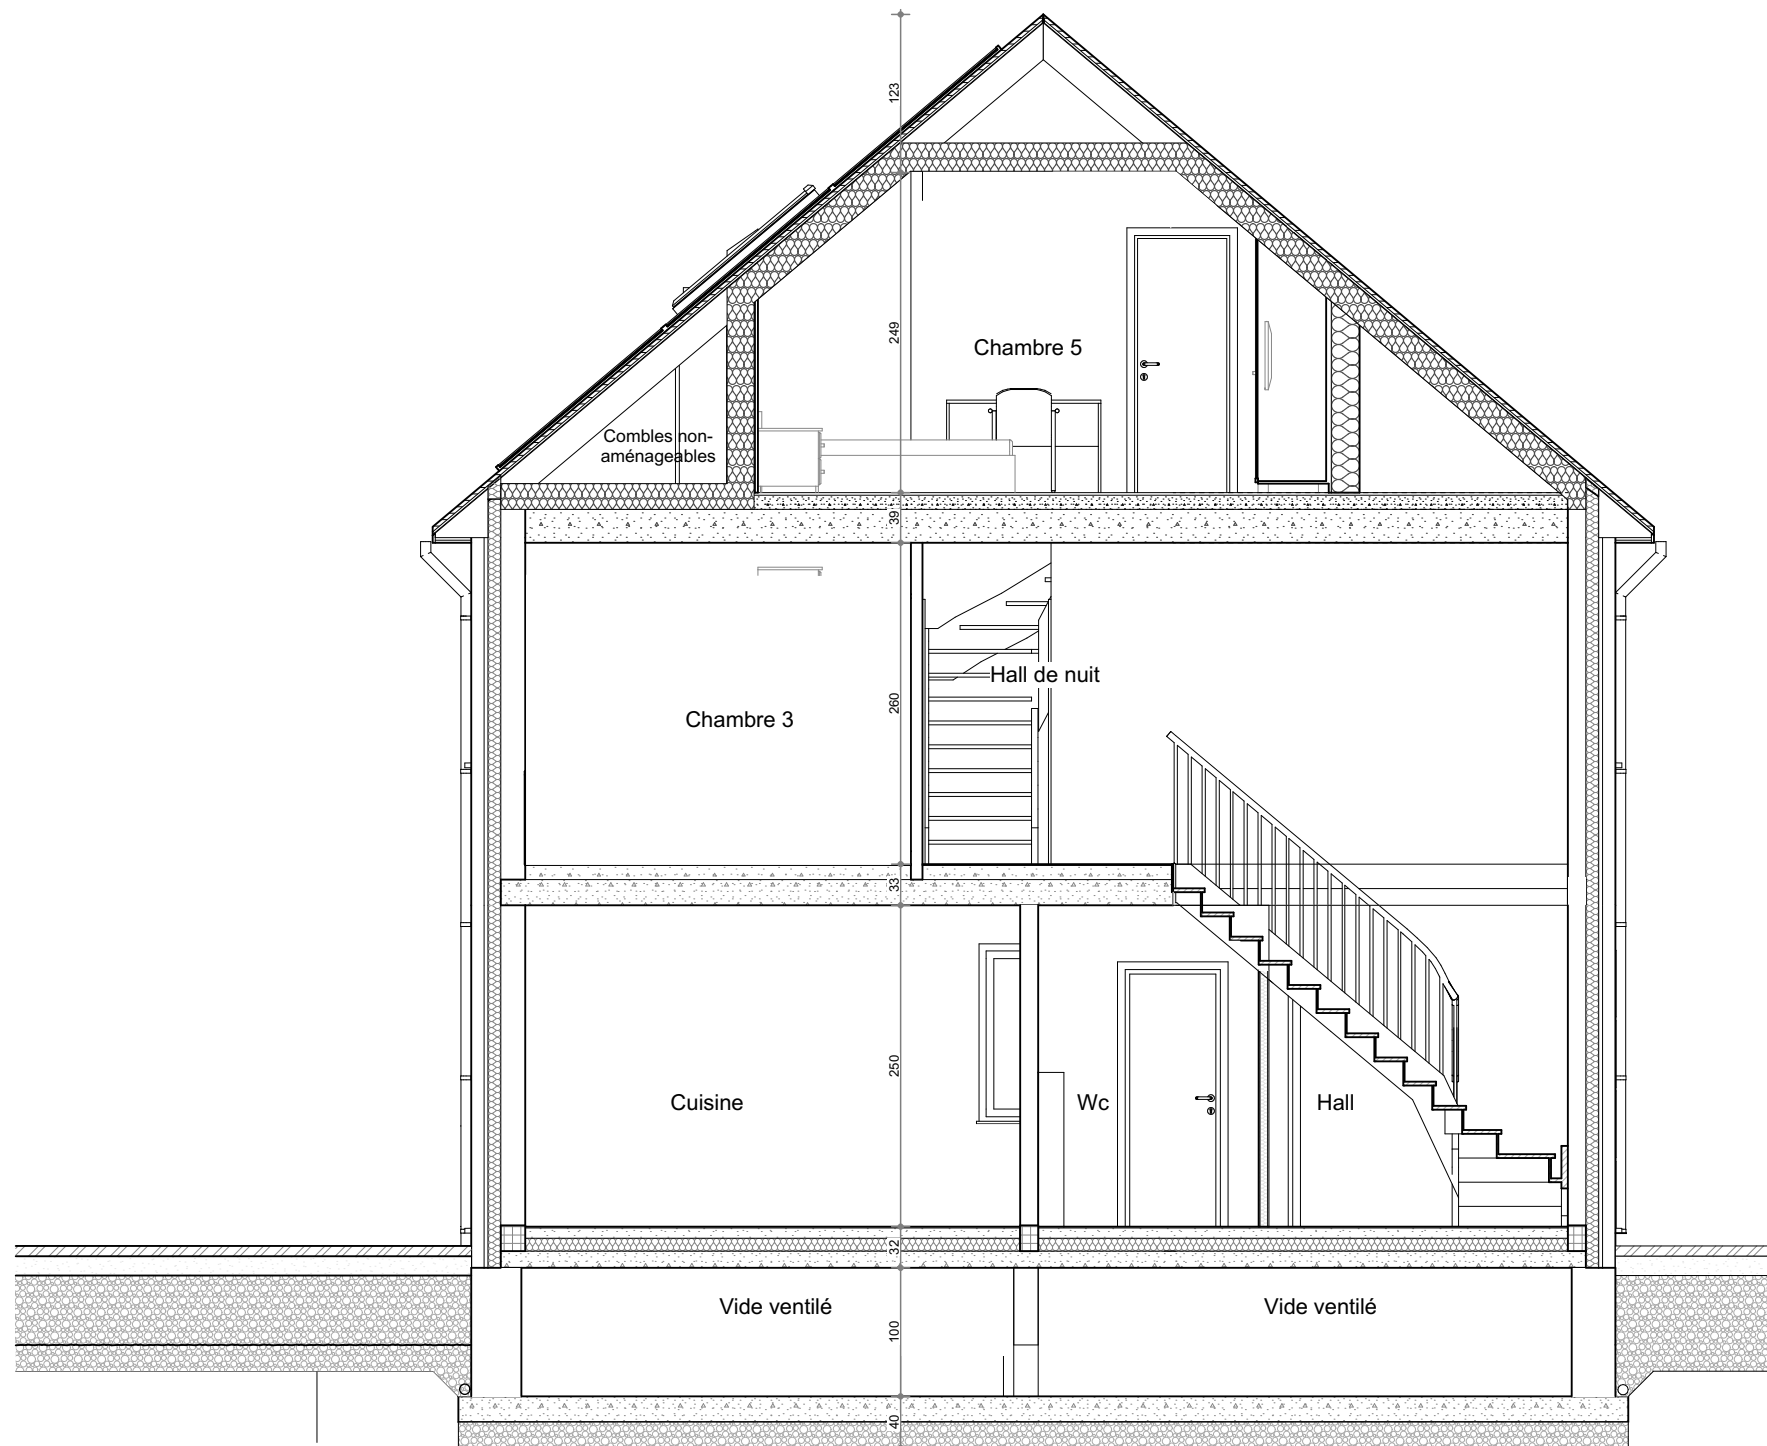 123
249
Chambre 5
Combles non-
aménageables
39
Hall de nuit
260
Chambre 3
33
250
Cuisine
Wc
Hall
32
Vide ventilé
Vide ventilé
100
40